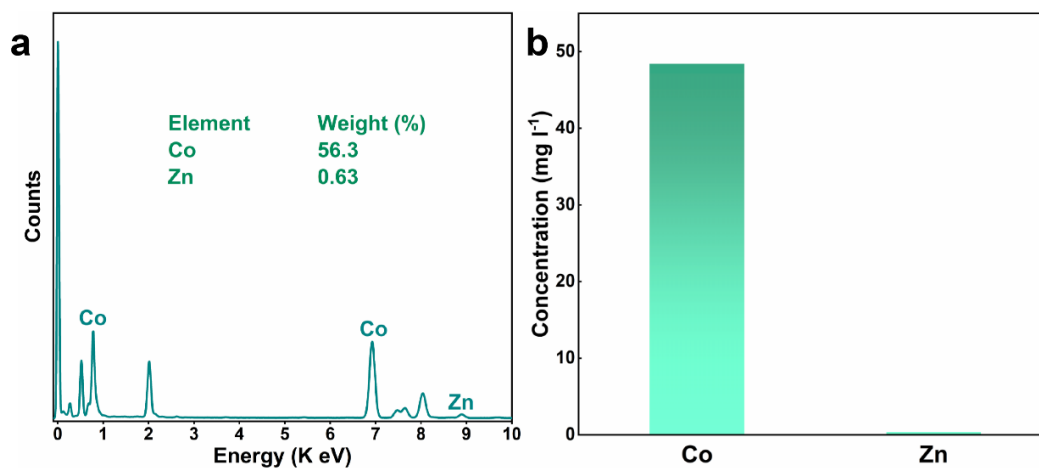 a
Element Weight (%)
Co 56.3
Zn 0.63
Co
Co
Zn
Counts
0 1 2 3 4 5 6 7 8 9 10
Energy (K eV)
b
50
40
30
20
10
0
Concentration (mg l-1)
Co Zn